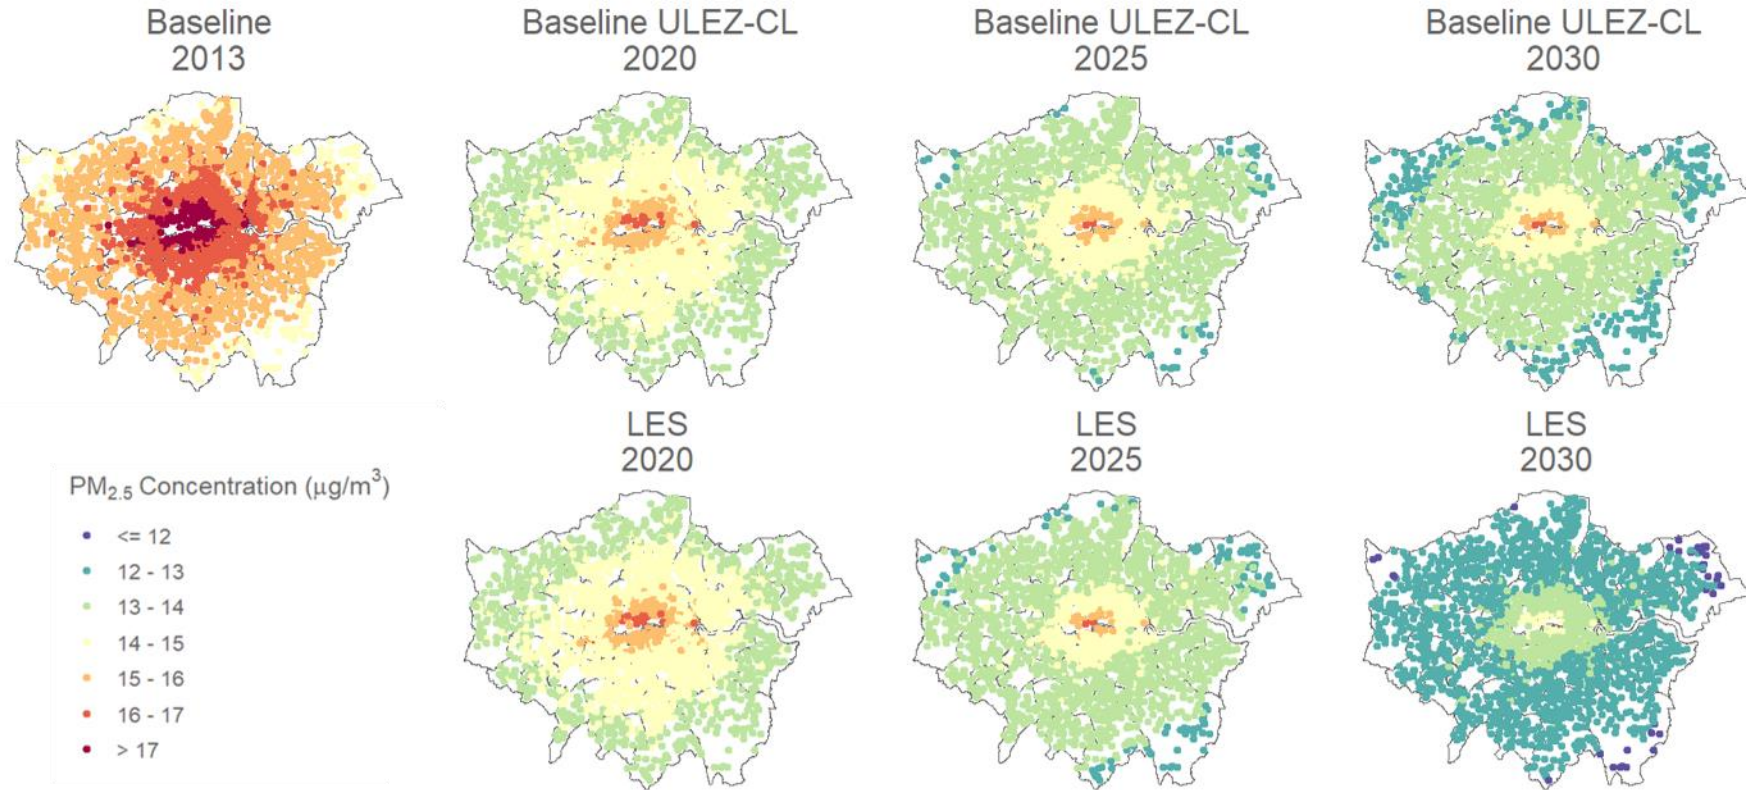 Baseline
2013
Baseline ULEZ-CL
2020
Baseline ULEZ-CL
2025
Baseline ULEZ-CL
2030
LES
2020
LES
2025
LES
2030
PM2.5 Concentration (μg/m³)
<= 12
12 - 13
13 - 14
14 - 15
15 - 16
16 - 17
> 17